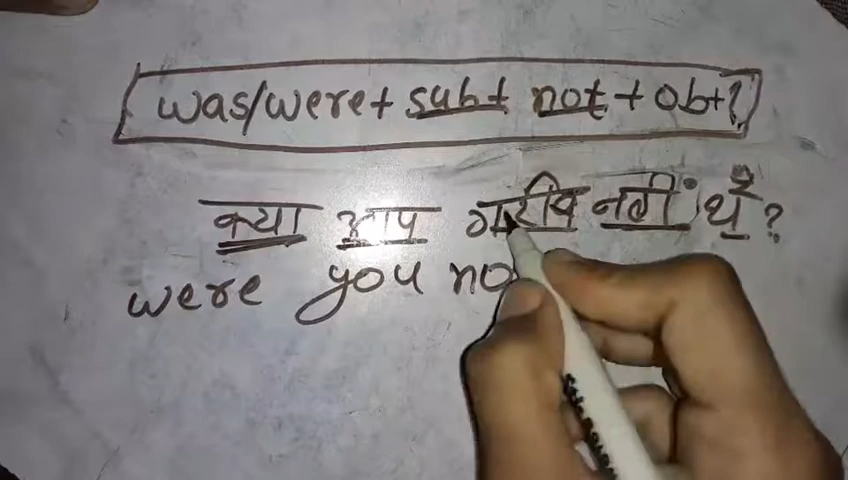 was/were+ sub+ not + ob+?
क्या आप गरीब नहीं थे?
were you no